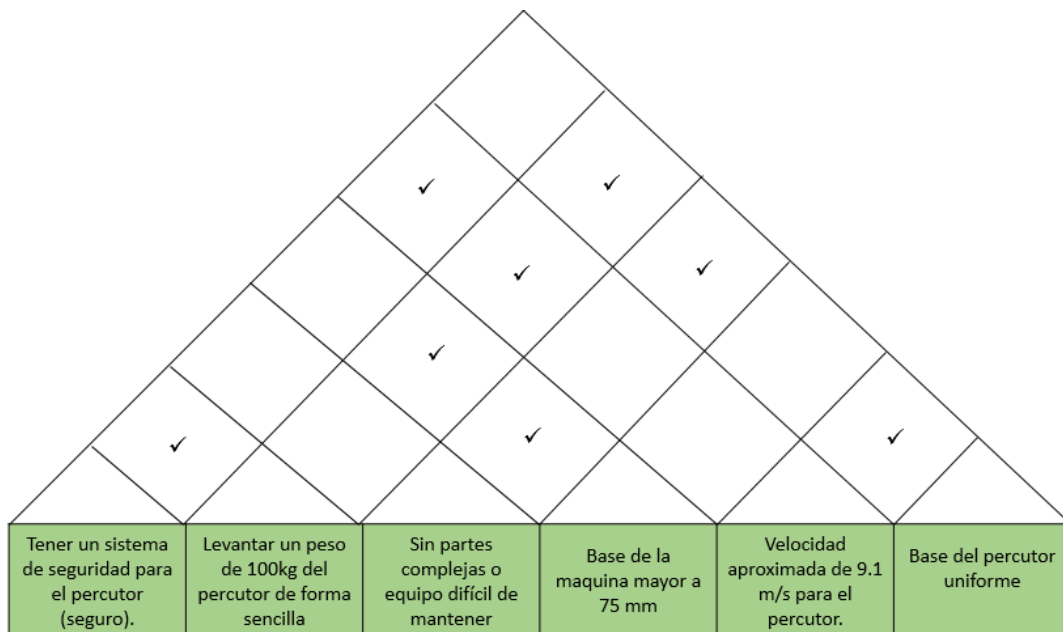 ✓ ✓
✓ ✓
✓
✓ ✓ ✓
Tener un sistema
de seguridad para
el percutor
(seguro).
Levantar un peso
de 100kg del
percutor de forma
sencilla
Sin partes
complejas o
equipo difícil de
mantener
Base de la
maquina mayor a
75 mm
Velocidad
aproximada de 9.1
m/s para el
percutor.
Base del percutor
uniforme